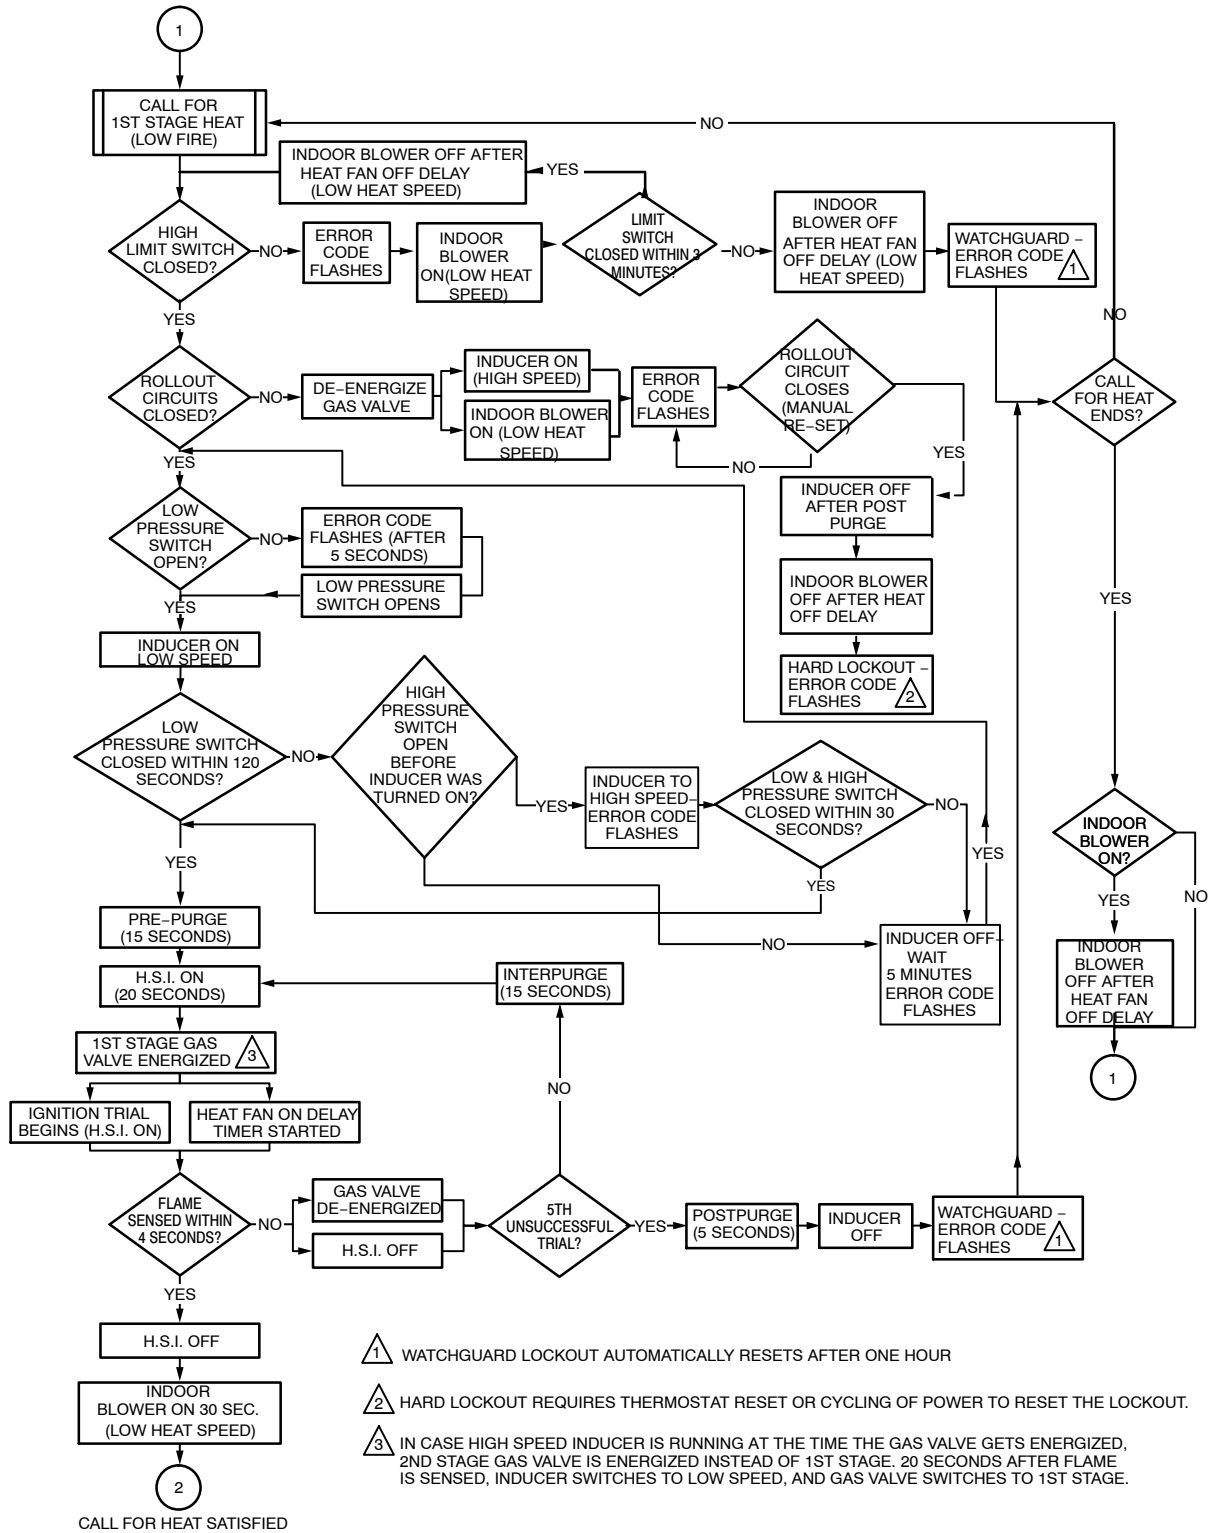 1
CALL FOR
1ST STAGE HEAT
(LOW FIRE)
NO
INDOOR BLOWER OFF AFTER
HEAT FAN OFF DELAY
(LOW HEAT SPEED)
YES
HIGH
LIMIT SWITCH
CLOSED?
NO
ERROR
CODE
FLASHES
INDOOR
BLOWER
ON(LOW HEAT
SPEED)
LIMIT
SWITCH
CLOSED WITHIN 3
MINUTES?
NO
INDOOR
BLOWER OFF
AFTER HEAT FAN
OFF DELAY (LOW
HEAT SPEED)
WATCHGUARD –
ERROR CODE
FLASHES
1
NO
YES
ROLLOUT
CIRCUITS
CLOSED?
NO
DE–ENERGIZE
GAS VALVE
INDUCER ON
(HIGH SPEED)
INDOOR BLOWER
ON (LOW HEAT
SPEED)
ERROR
CODE
FLASHES
ROLLOUT
CIRCUIT
CLOSES
(MANUAL
RE–SET)
NO
YES
CALL
FOR HEAT
ENDS?
YES
LOW
PRESSURE
SWITCH
OPEN?
NO
ERROR CODE
FLASHES (AFTER
5 SECONDS)
LOW PRESSURE
SWITCH OPENS
INDUCER OFF
AFTER POST
PURGE
INDOOR BLOWER
OFF AFTER HEAT
OFF DELAY
HARD LOCKOUT –
ERROR CODE
FLASHES
2
YES
YES
INDUCER ON
LOW SPEED
LOW
PRESSURE SWITCH
CLOSED WITHIN 120
SECONDS?
NO
HIGH
PRESSURE
SWITCH
OPEN
BEFORE
INDUCER WAS
TURNED ON?
YES
INDUCER TO
HIGH SPEED–
ERROR CODE
FLASHES
LOW & HIGH
PRESSURE SWITCH
CLOSED WITHIN 30
SECONDS?
NO
YES
YES
INDOOR
BLOWER
ON?
YES
NO
YES
PRE–PURGE
(15 SECONDS)
NO
INDUCER OFF–
WAIT
5 MINUTES
ERROR CODE
FLASHES
INDOOR
BLOWER
OFF AFTER
HEAT FAN
OFF DELAY
1
H.S.I. ON
(20 SECONDS)
INTERPURGE
(15 SECONDS)
1ST STAGE GAS
VALVE ENERGIZED
3
NO
IGNITION TRIAL
BEGINS (H.S.I. ON)
HEAT FAN ON DELAY
TIMER STARTED
FLAME
SENSED WITHIN
4 SECONDS?
NO
GAS VALVE
DE–ENERGIZED
H.S.I. OFF
5TH
UNSUCCESSFUL
TRIAL?
YES
POSTPURGE
(5 SECONDS)
INDUCER
OFF
WATCHGUARD –
ERROR CODE
FLASHES
1
YES
H.S.I. OFF
INDOOR
BLOWER ON 30 SEC.
(LOW HEAT SPEED)
2
CALL FOR HEAT SATISFIED
1 WATCHGUARD LOCKOUT AUTOMATICALLY RESETS AFTER ONE HOUR
2 HARD LOCKOUT REQUIRES THERMOSTAT RESET OR CYCLING OF POWER TO RESET THE LOCKOUT.
3 IN CASE HIGH SPEED INDUCER IS RUNNING AT THE TIME THE GAS VALVE GETS ENERGIZED,
2ND STAGE GAS VALVE IS ENERGIZED INSTEAD OF 1ST STAGE. 20 SECONDS AFTER FLAME
IS SENSED, INDUCER SWITCHES TO LOW SPEED, AND GAS VALVE SWITCHES TO 1ST STAGE.